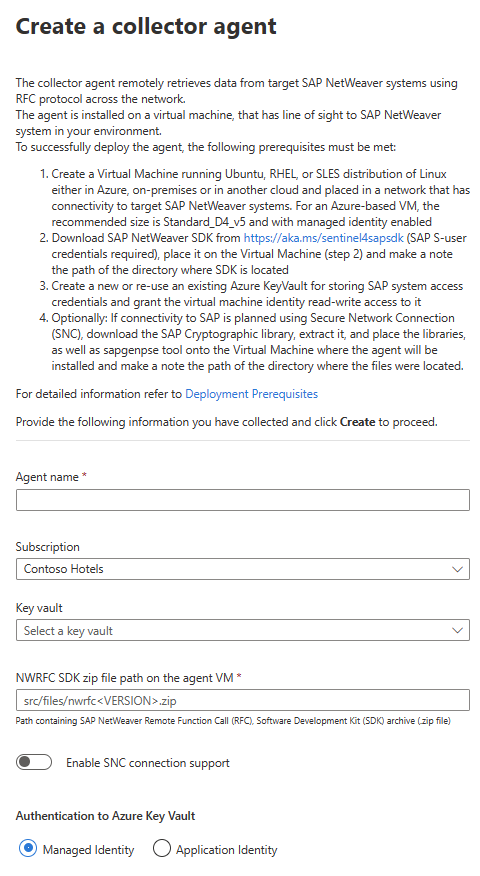 Create a collector agent
The collector agent remotely retrieves data from target SAP NetWeaver systems using
RFC protocol across the network.
The agent is installed on a virtual machine, that has line of sight to SAP NetWeaver
system in your environment.
To successfully deploy the agent, the following prerequisites must be met:
1. Create a Virtual Machine running Ubuntu, RHEL, or SLES distribution of Linux
either in Azure, on-premises or in another cloud and placed in a network that has
connectivity to target SAP NetWeaver systems. For an Azure-based VM, the
recommended size is Standard_D4_v5 and with managed identity enabled
2. Download SAP NetWeaver SDK from https://aka.ms/sentinel4sapsdk (SAP S-user
credentials required), place it on the Virtual Machine (step 2) and make a note
the path of the directory where SDK is located
3. Create a new or re-use an existing Azure KeyVault for storing SAP system access
credentials and grant the virtual machine identity read-write access to it
4. Optionally: If connectivity to SAP is planned using Secure Network Connection
(SNC), download the SAP Cryptographic library, extract it, and place the libraries,
as well as sapgenpse tool onto the Virtual Machine where the agent will be
installed and make a note the path of the directory where the files were located.
For detailed information refer to Deployment Prerequisites
Provide the following information you have collected and click Create to proceed.
Agent name *
Subscription
Contoso Hotels
Key vault
Select a key vault
NWRFC SDK zip file path on the agent VM *
src/files/nwrfc<VERSION>.zip
Path containing SAP NetWeaver Remote Function Call (RFC), Software Development Kit (SDK) archive (.zip file)
Enable SNC connection support
Authentication to Azure Key Vault
Managed Identity
Application Identity